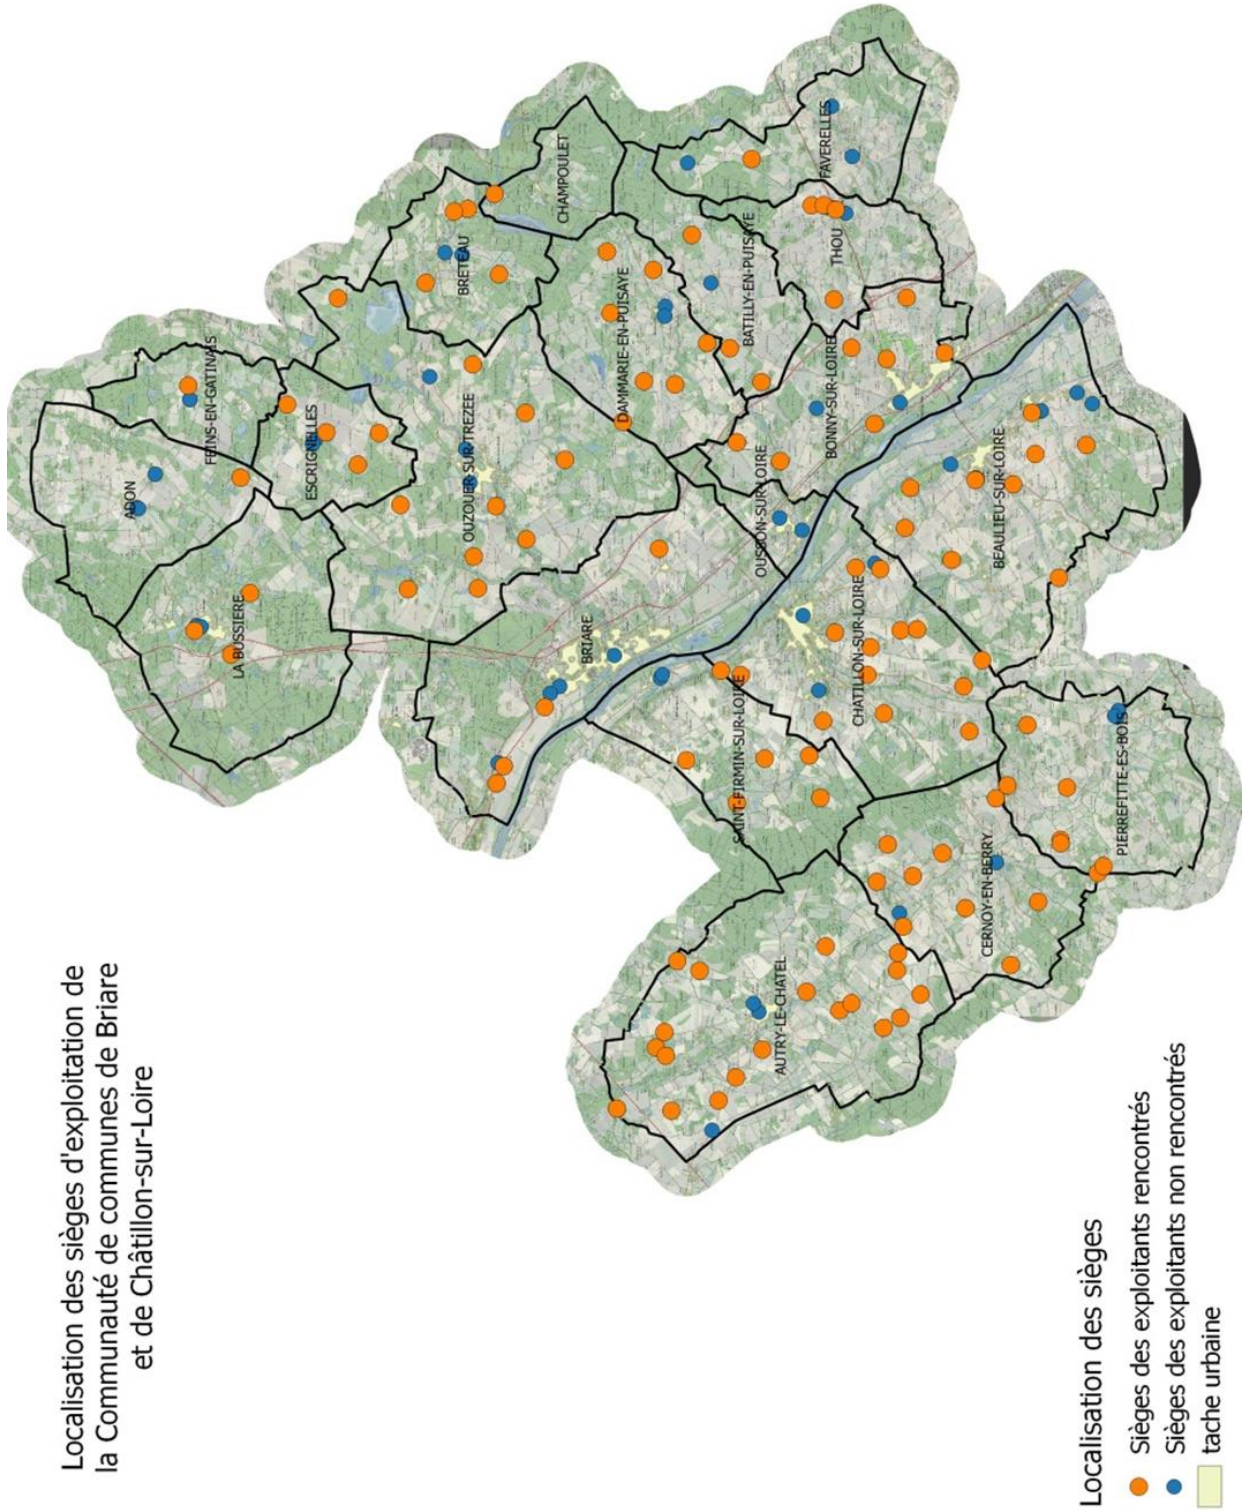 Localisation des sièges d'exploitation de
la Communauté de communes de Briare
et de Châtillon-sur-Loire
ADON
FEINS-EN-GATINAIS
LA BUSSIERE
ESCRIGNELLES
OUZOUER-SUR-TREZEE
BRETEAU
CHAMPOULET
BRIARE
DAMMARIE-EN-PUISAYE
BATILLY-EN-PUISAYE
FAVERELLES
THOU
OUSSON-SUR-LOIRE
BONNY-SUR-LOIRE
SAINT-FIRMIN-SUR-LOIRE
CHATILLON-SUR-LOIRE
BEAULIEU-SUR-LOIRE
AUTRY-LE-CHATEL
CERNOY-EN-BERRY
PIERREFITTE-ES-BOIS
Localisation des sièges
Sièges des exploitants rencontrés
Sièges des exploitants non rencontrés
tache urbaine